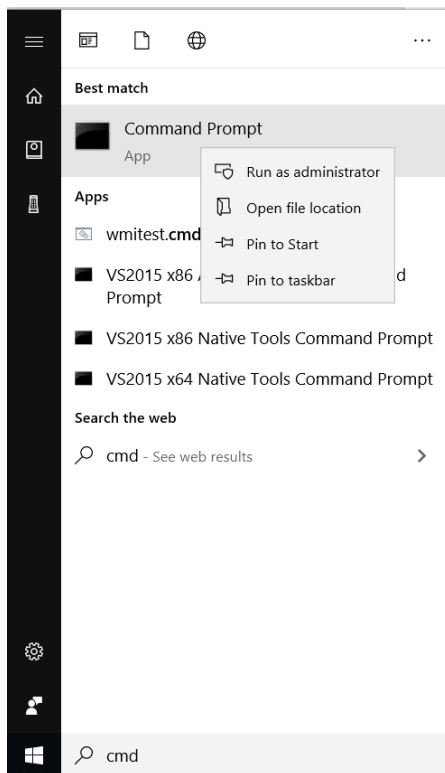 Best match
Command Prompt
App
Run as administrator
Open file location
Pin to Start
Pin to taskbar
Apps
wmitest.cmd
VS2015 x86
d
Prompt
VS2015 x86 Native Tools Command Prompt
VS2015 x64 Native Tools Command Prompt
Search the web
cmd - See web results
cmd